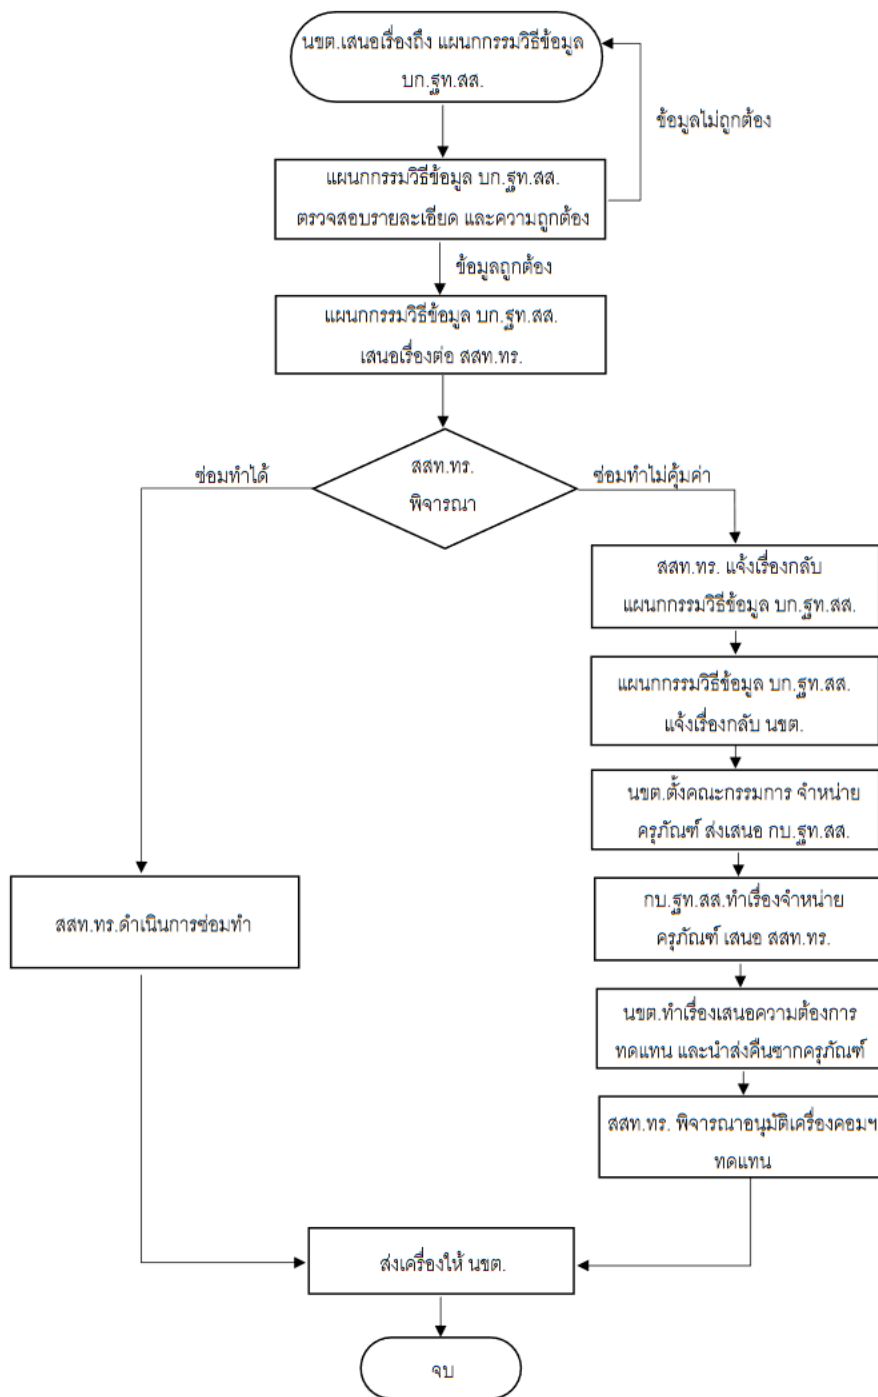 นขต.เสนอเรื่องถึง แผนกกรรมวิธีข้อมูล
บก.ฐท.สส.
ข้อมูลไม่ถูกต้อง
แผนกกรรมวิธีข้อมูล บก.ฐท.สส.
ตรวจสอบรายละเอียด และความถูกต้อง
ข้อมูลถูกต้อง
แผนกกรรมวิธีข้อมูล บก.ฐท.สส.
เสนอเรื่องต่อ สสท.ทร.
สสท.ทร.
พิจารณา
ซ่อมทำได้
ซ่อมทำไม่คุ้มค่า
สสท.ทร. แจ้งเรื่องกลับ
แผนกกรรมวิธีข้อมูล บก.ฐท.สส.
แผนกกรรมวิธีข้อมูล บก.ฐท.สส.
แจ้งเรื่องกลับ นขต.
นขต.ตั้งคณะกรรมการ จำหน่าย
ครุภัณฑ์ ส่งเสนอ กบ.ฐท.สส.
สสท.ทร.ดำเนินการซ่อมทำ
กบ.ฐท.สส.ทำเรื่องจำหน่าย
ครุภัณฑ์ เสนอ สสท.ทร.
นขต.ทำเรื่องเสนอความต้องการ
ทดแทน และนำส่งคืนซากครุภัณฑ์
สสท.ทร. พิจารณาอนุมัติเครื่องคอมฯ
ทดแทน
ส่งเครื่องให้ นขต.
จบ